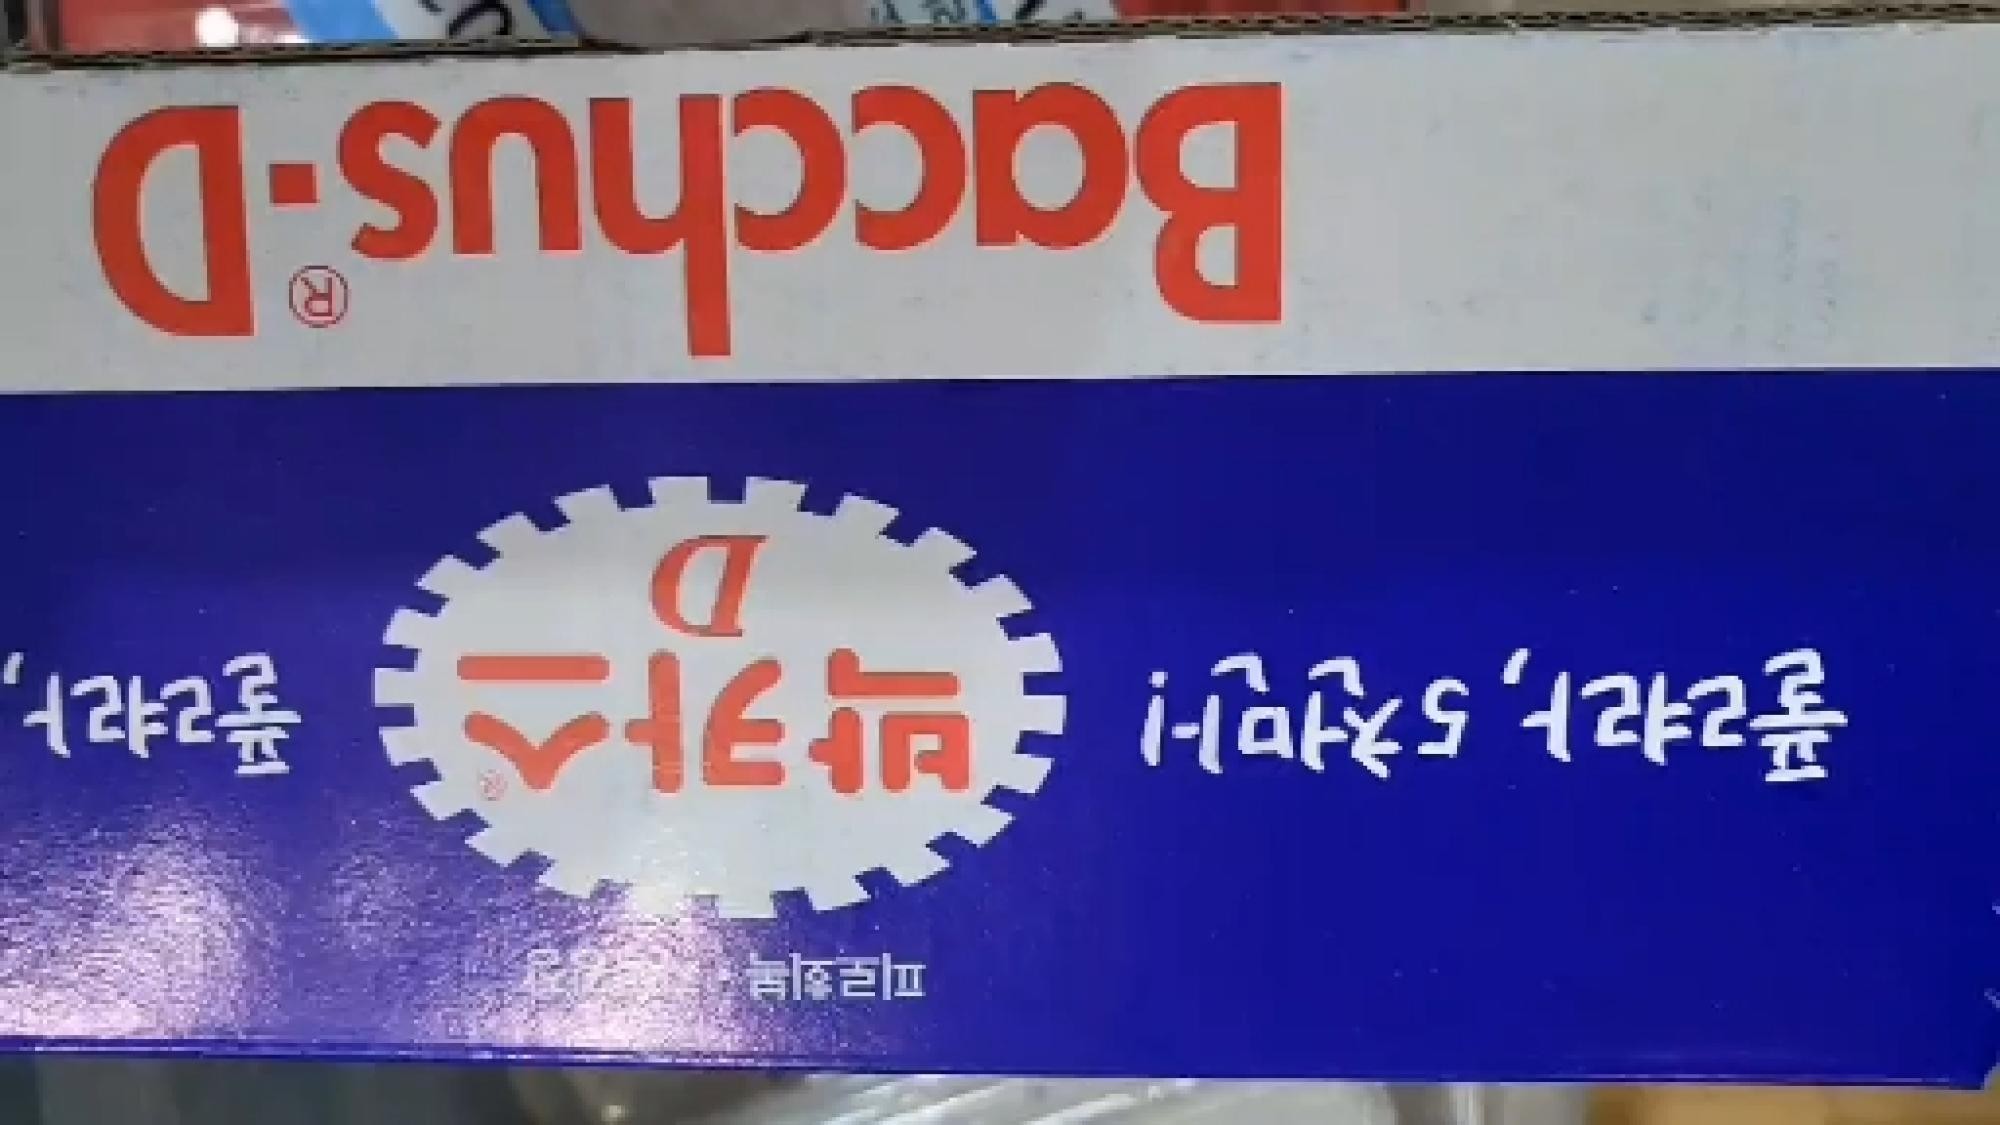 피로회복
풀려라, 5천만!
박카스®
D
풀려라,
Bacchus®·D